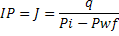 IP = J = q / (Pi − Pwf)